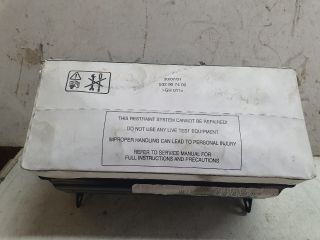 THIS RESTRAINT SYSTEM CANNOT BE REPAIRED!
DO NOT USE ANY LIVE TEST EQUIPMENT
IMPROPER HANDLING CAN LEAD TO PERSONAL INJURY
REFER TO SERVICE MANUAL FOR
FULL INSTRUCTIONS AND PRECAUTIONS